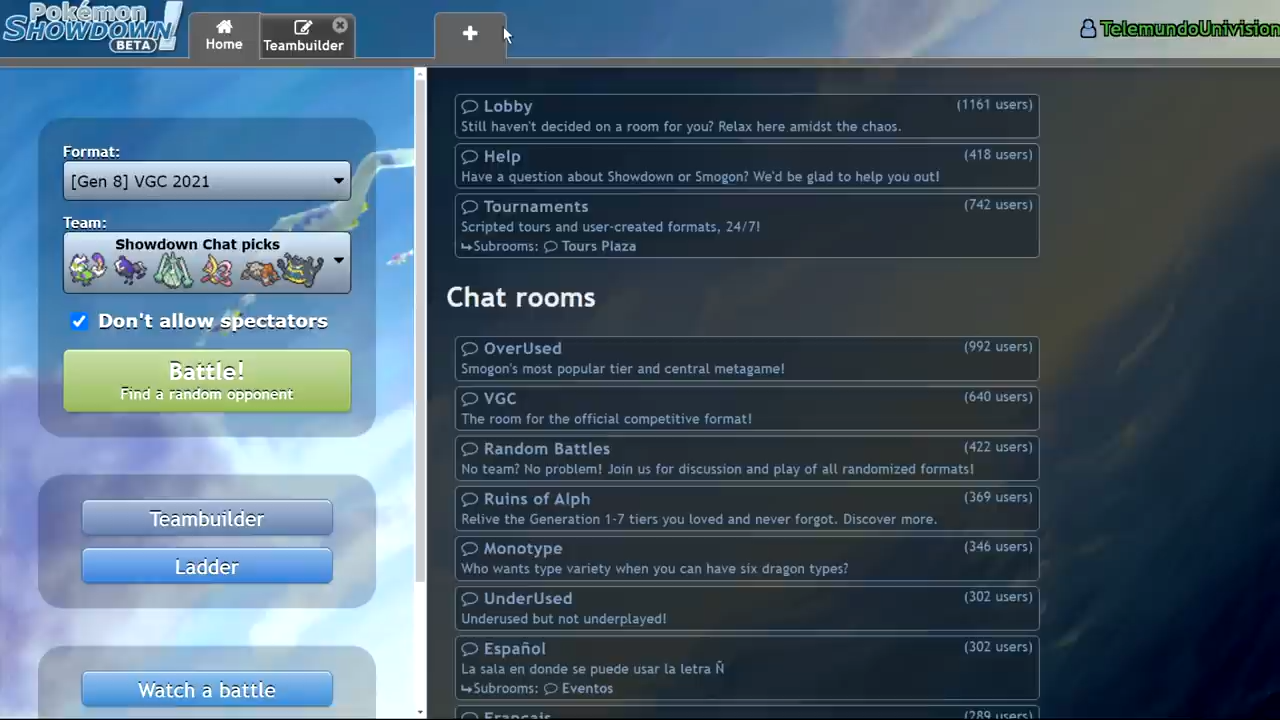 Pokémon
SHOWDOWN!
BETA
Home
Teambuilder
TelemundoUnivision
Format:
[Gen 8] VGC 2021
Team:
Showdown Chat picks
Don't allow spectators
Battle!
Find a random opponent
Teambuilder
Ladder
Watch a battle
Lobby (1161 users)
Still haven't decided on a room for you? Relax here amidst the chaos.
Help (418 users)
Have a question about Showdown or Smogon? We'd be glad to help you out!
Tournaments (742 users)
Scripted tours and user-created formats, 24/7!
↳Subrooms: Tours Plaza
Chat rooms
OverUsed (992 users)
Smogon's most popular tier and central metagame!
VGC (640 users)
The room for the official competitive format!
Random Battles (422 users)
No team? No problem! Join us for discussion and play of all randomized formats!
Ruins of Alph (369 users)
Relive the Generation 1-7 tiers you loved and never forgot. Discover more.
Monotype (346 users)
Who wants type variety when you can have six dragon types?
UnderUsed (302 users)
Underused but not underplayed!
Español (302 users)
La sala en donde se puede usar la letra Ñ
↳Subrooms: Eventos
Français (289 users)